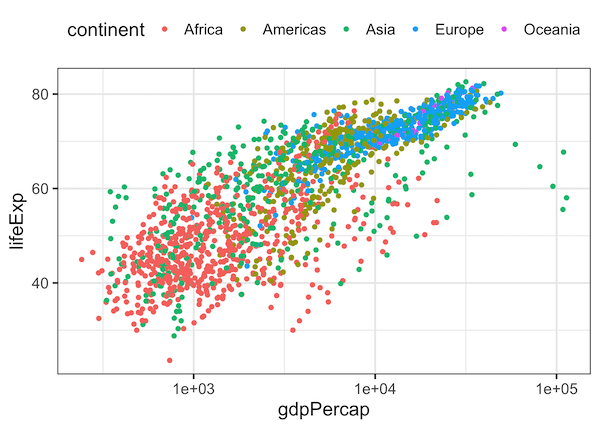 continent Africa Americas Asia Europe Oceania
80
60
40
lifeExp
1e+03 1e+04 1e+05
gdpPercap